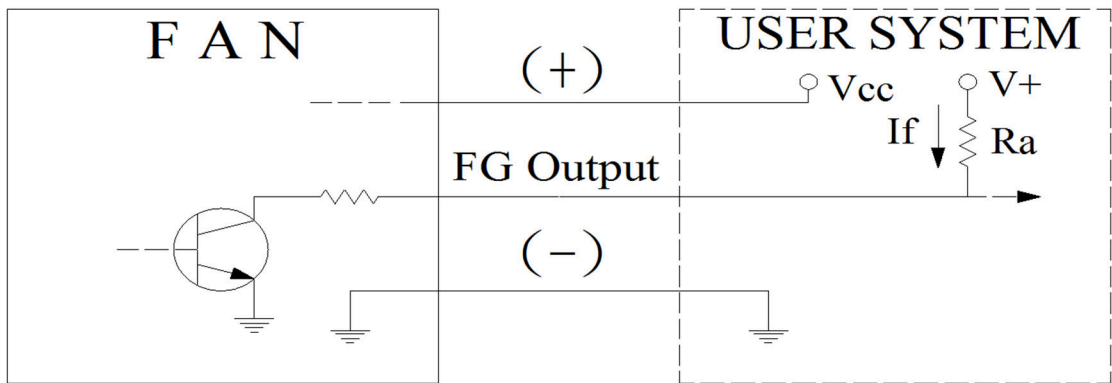 F A N
USER SYSTEM
(+)
Vcc
V+
If
Ra
FG Output
(-)